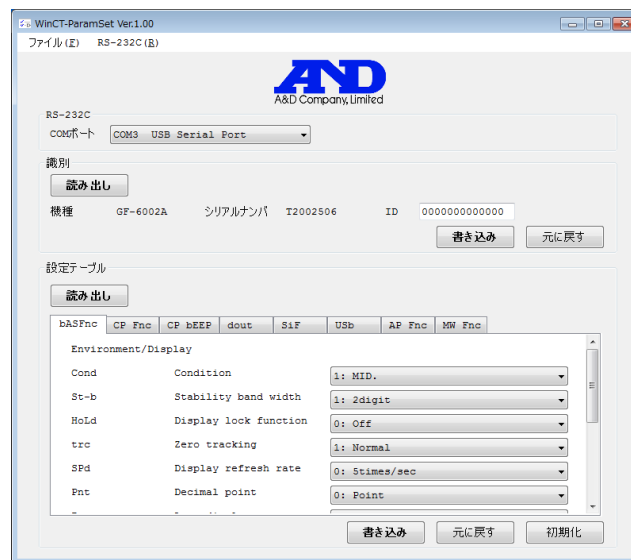 WinCT-ParamSet Ver.1.00
ファイル(F) RS-232C(R)
AND
A&D Company, Limited
RS-232C
COMポート COM3 USB Serial Port
識別
読み出し
機種 GF-6002A シリアルナンバ T2002506 ID 0000000000000
書き込み 元に戻す
設定テーブル
読み出し
bASFnc CP Fnc CP bEEP dout SiF USb AP Fnc MW Fnc
Environment/Display
Cond Condition 1: MID.
St-b Stability band width 1: 2digit
HoLd Display lock function 0: Off
trc Zero tracking 1: Normal
SPd Display refresh rate 0: 5times/sec
Pnt Decimal point 0: Point
書き込み 元に戻す 初期化